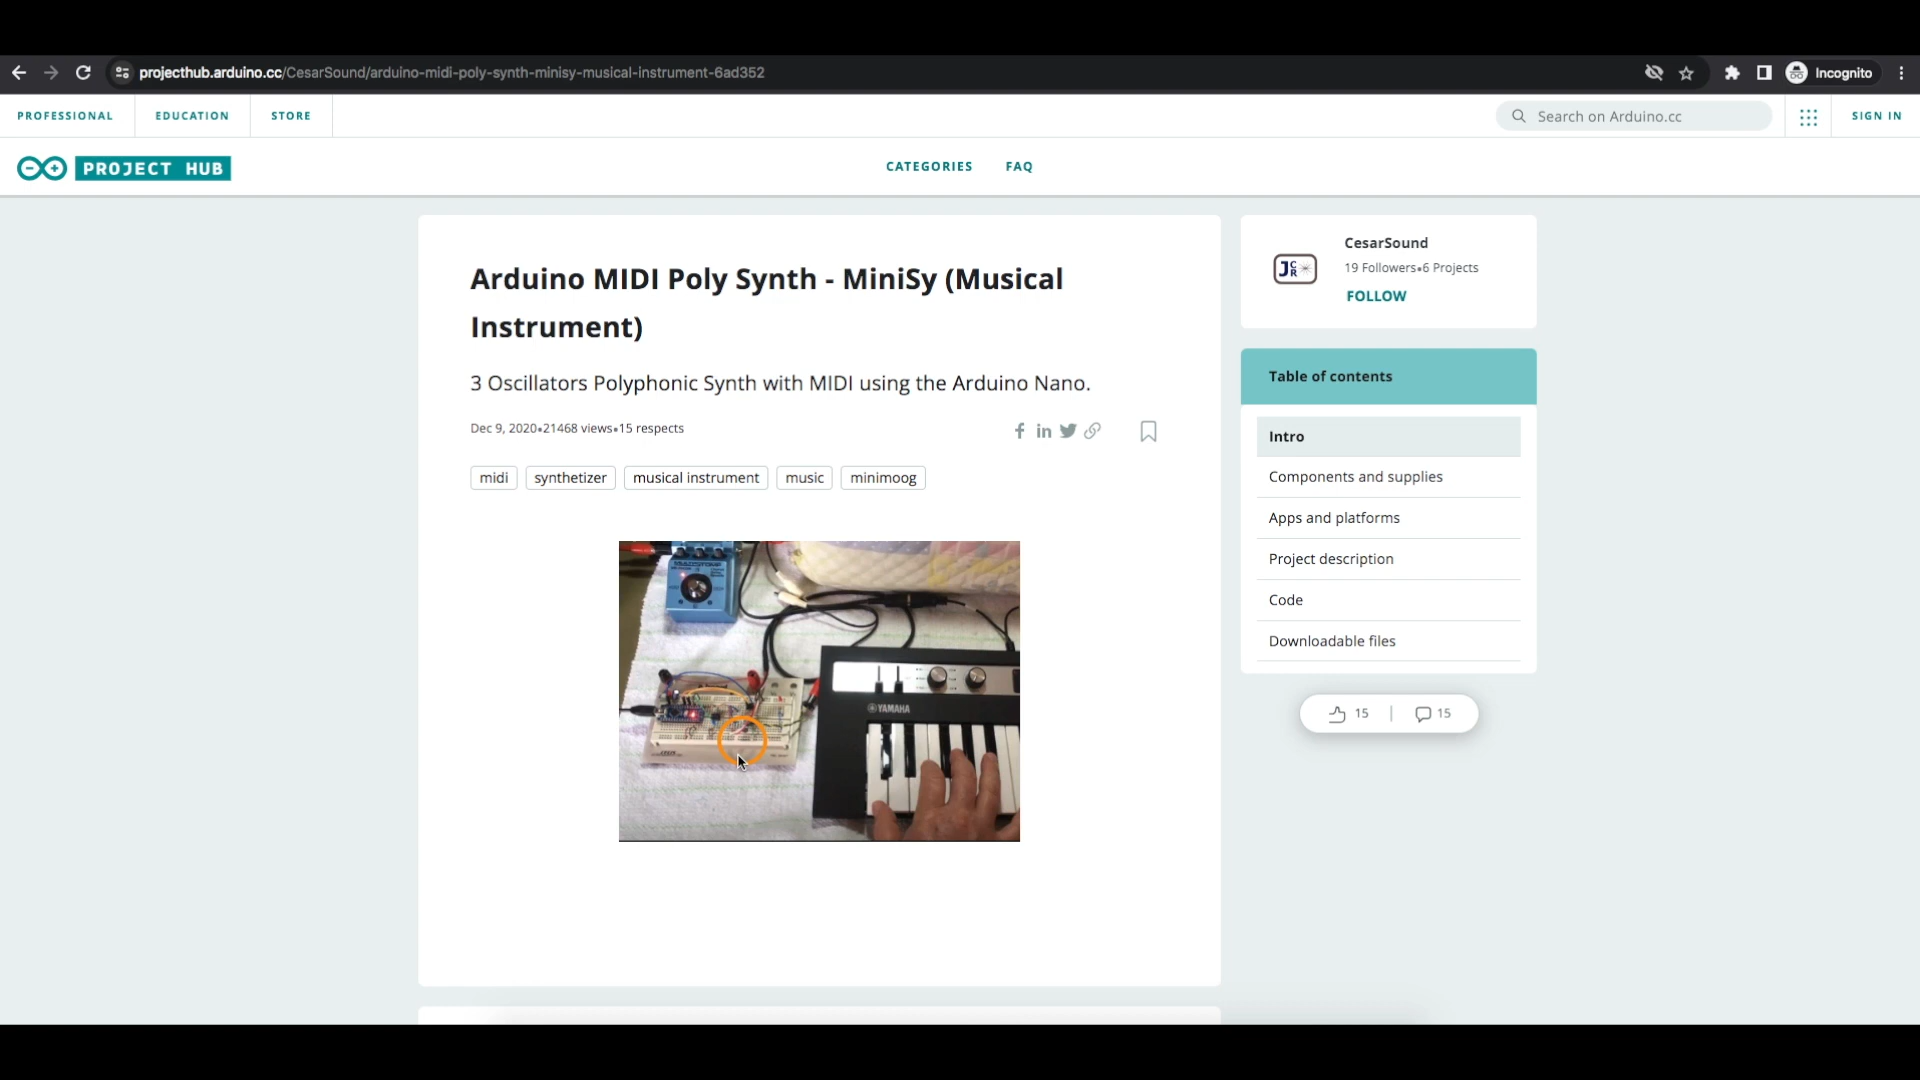 projecthub.arduino.cc/CesarSound/arduino-midi-poly-synth-minisy-musical-instrument-6ad352
Incognito
PROFESSIONAL
EDUCATION
STORE
Search on Arduino.cc
SIGN IN
PROJECT HUB
CATEGORIES
FAQ
Arduino MIDI Poly Synth - MiniSy (Musical
Instrument)
3 Oscillators Polyphonic Synth with MIDI using the Arduino Nano.
Dec 9, 2020•21468 views•15 respects
midi
synthetizer
musical instrument
music
minimoog
YAMAHA
JCR
CesarSound
19 Followers•6 Projects
FOLLOW
Table of contents
Intro
Components and supplies
Apps and platforms
Project description
Code
Downloadable files
15 | 15